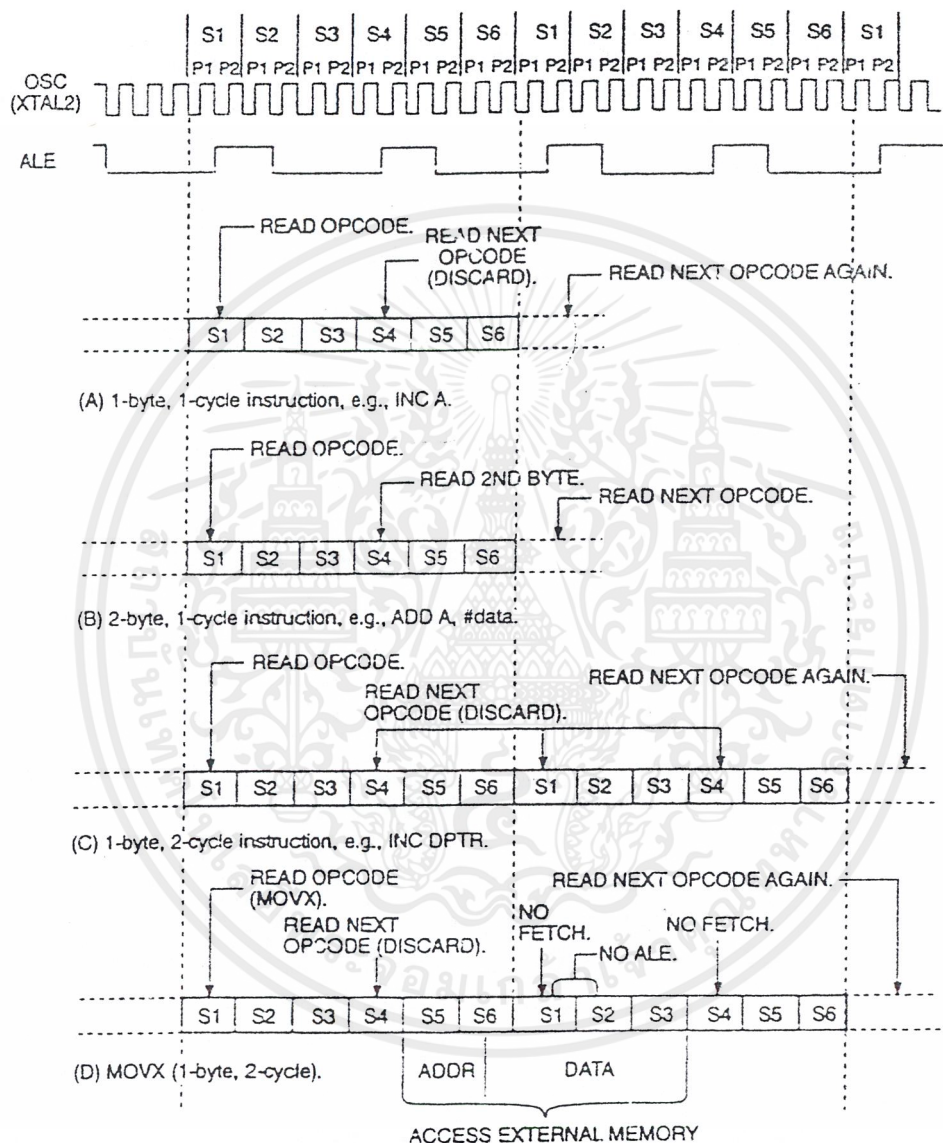 S1 S2 S3 S4 S5 S6 S1 S2 S3 S4 S5 S6 S1
P1 P2 P1 P2 P1 P2 P1 P2 P1 P2 P1 P2 P1 P2 P1 P2 P1 P2 P1 P2 P1 P2 P1 P2 P1 P2
OSC
(XTAL2)
ALE
READ OPCODE.
READ NEXT
OPCODE
(DISCARD).
READ NEXT OPCODE AGAIN.
S1 S2 S3 S4 S5 S6
(A) 1-byte, 1-cycle instruction, e.g., INC A.
READ OPCODE.
READ 2ND BYTE.
READ NEXT OPCODE.
S1 S2 S3 S4 S5 S6
(B) 2-byte, 1-cycle instruction, e.g., ADD A, #data.
READ OPCODE.
READ NEXT
OPCODE (DISCARD).
READ NEXT OPCODE AGAIN.
S1 S2 S3 S4 S5 S6 S1 S2 S3 S4 S5 S6
(C) 1-byte, 2-cycle instruction, e.g., INC DPTR.
READ OPCODE
(MOVX).
READ NEXT
OPCODE (DISCARD).
NO
FETCH.
NO ALE.
NO FETCH.
READ NEXT OPCODE AGAIN.
S1 S2 S3 S4 S5 S6 S1 S2 S3 S4 S5 S6
(D) MOVX (1-byte, 2-cycle).
ADDR DATA
ACCESS EXTERNAL MEMORY